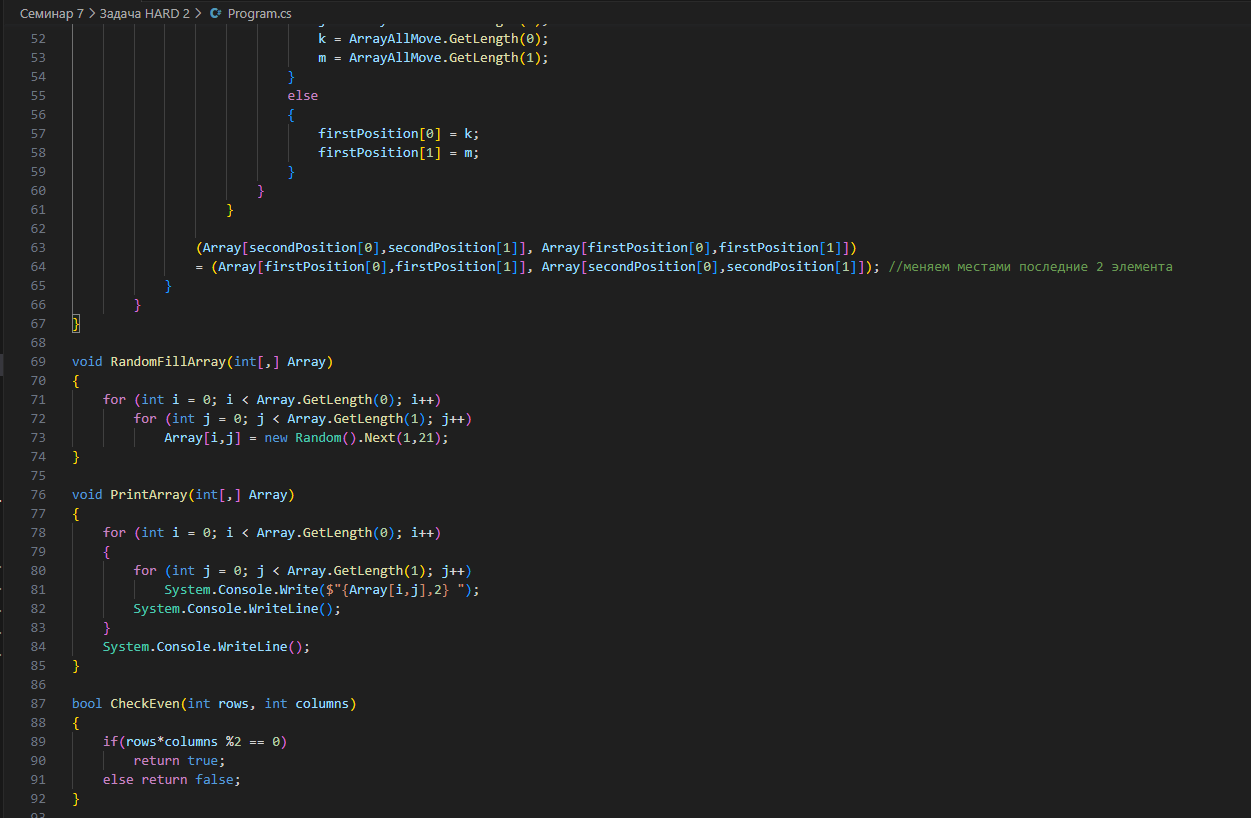 Семинар 7 > Задача HARD 2 > C# Program.cs
52 k = ArrayAllMove.GetLength(0);
53 m = ArrayAllMove.GetLength(1);
54 }
55 else
56 {
57 firstPosition[0] = k;
58 firstPosition[1] = m;
59 }
60 }
61 }
62
63 (Array[secondPosition[0],secondPosition[1]], Array[firstPosition[0],firstPosition[1]])
64 = (Array[firstPosition[0],firstPosition[1]], Array[secondPosition[0],secondPosition[1]]); //меняем местами последние 2 элемента
65 }
66 }
67 }
68
69 void RandomFillArray(int[,] Array)
70 {
71 for (int i = 0; i < Array.GetLength(0); i++)
72 for (int j = 0; j < Array.GetLength(1); j++)
73 Array[i,j] = new Random().Next(1,21);
74 }
75
76 void PrintArray(int[,] Array)
77 {
78 for (int i = 0; i < Array.GetLength(0); i++)
79 {
80 for (int j = 0; j < Array.GetLength(1); j++)
81 System.Console.Write($"{Array[i,j],2} ");
82 System.Console.WriteLine();
83 }
84 System.Console.WriteLine();
85 }
86
87 bool CheckEven(int rows, int columns)
88 {
89 if(rows*columns %2 == 0)
90 return true;
91 else return false;
92 }